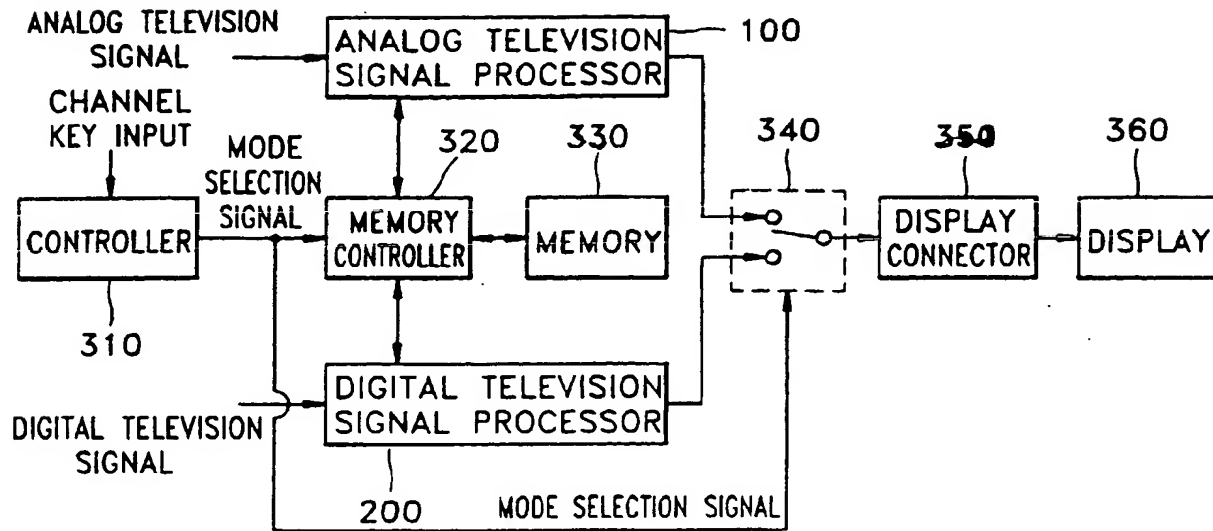 ANALOG TELEVISION
SIGNAL
ANALOG TELEVISION
SIGNAL PROCESSOR
100
CHANNEL
KEY INPUT
MODE
SELECTION
SIGNAL
320
330
340
350
360
CONTROLLER
MEMORY
CONTROLLER
MEMORY
DISPLAY
CONNECTOR
DISPLAY
310
DIGITAL TELEVISION
SIGNAL PROCESSOR
DIGITAL TELEVISION
SIGNAL
200
MODE SELECTION SIGNAL